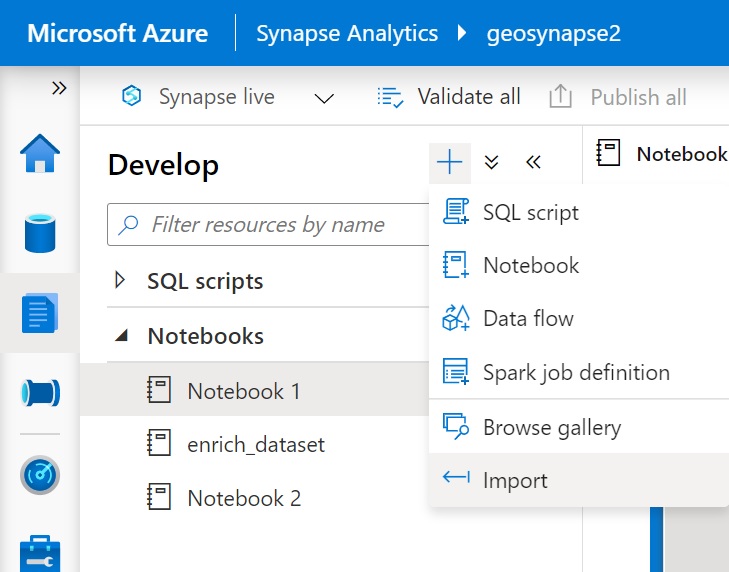 Microsoft Azure
Synapse Analytics
geosynapse2
Synapse live
Validate all
Publish all
Develop
Notebook
Filter resources by name
SQL scripts
Notebooks
Notebook 1
enrich_dataset
Notebook 2
SQL script
Notebook
Data flow
Spark job definition
Browse gallery
Import